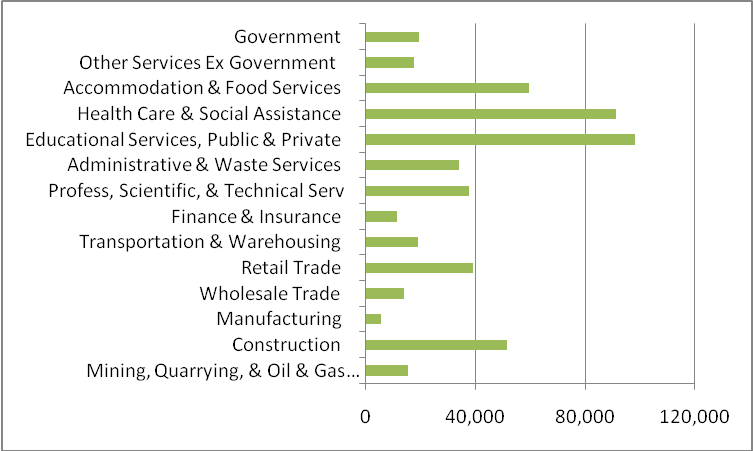 Government
Other Services Ex Government
Accommodation & Food Services
Health Care & Social Assistance
Educational Services, Public & Private
Administrative & Waste Services
Profess, Scientific, & Technical Serv
Finance & Insurance
Transportation & Warehousing
Retail Trade
Wholesale Trade
Manufacturing
Construction
Mining, Quarrying, & Oil & Gas...
0 40,000 80,000 120,000